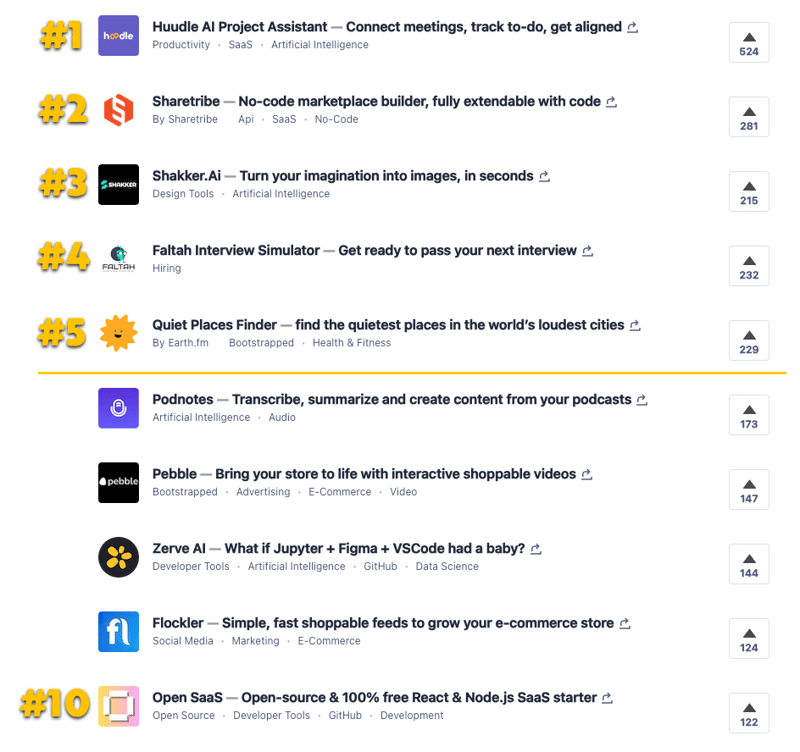 #1
hoodle
Huudle AI Project Assistant — Connect meetings, track to-do, get aligned
Productivity · SaaS · Artificial Intelligence
524
#2
Sharetribe — No-code marketplace builder, fully extendable with code
By Sharetribe Api · SaaS · No-Code
281
#3
SHAKKER
Shakker.Ai — Turn your imagination into images, in seconds
Design Tools · Artificial Intelligence
215
#4
FALTAH
Faltah Interview Simulator — Get ready to pass your next interview
Hiring
232
#5
Quiet Places Finder — find the quietest places in the world’s loudest cities
By Earth.fm Bootstrapped · Health & Fitness
229
Podnotes — Transcribe, summarize and create content from your podcasts
Artificial Intelligence · Audio
173
pebble
Pebble — Bring your store to life with interactive shoppable videos
Bootstrapped · Advertising · E-Commerce · Video
147
Zerve AI — What if Jupyter + Figma + VSCode had a baby?
Developer Tools · Artificial Intelligence · GitHub · Data Science
144
fl
Flockler — Simple, fast shoppable feeds to grow your e-commerce store
Social Media · Marketing · E-Commerce
124
#10
Open SaaS — Open-source & 100% free React & Node.js SaaS starter
Open Source · Developer Tools · GitHub · Development
122